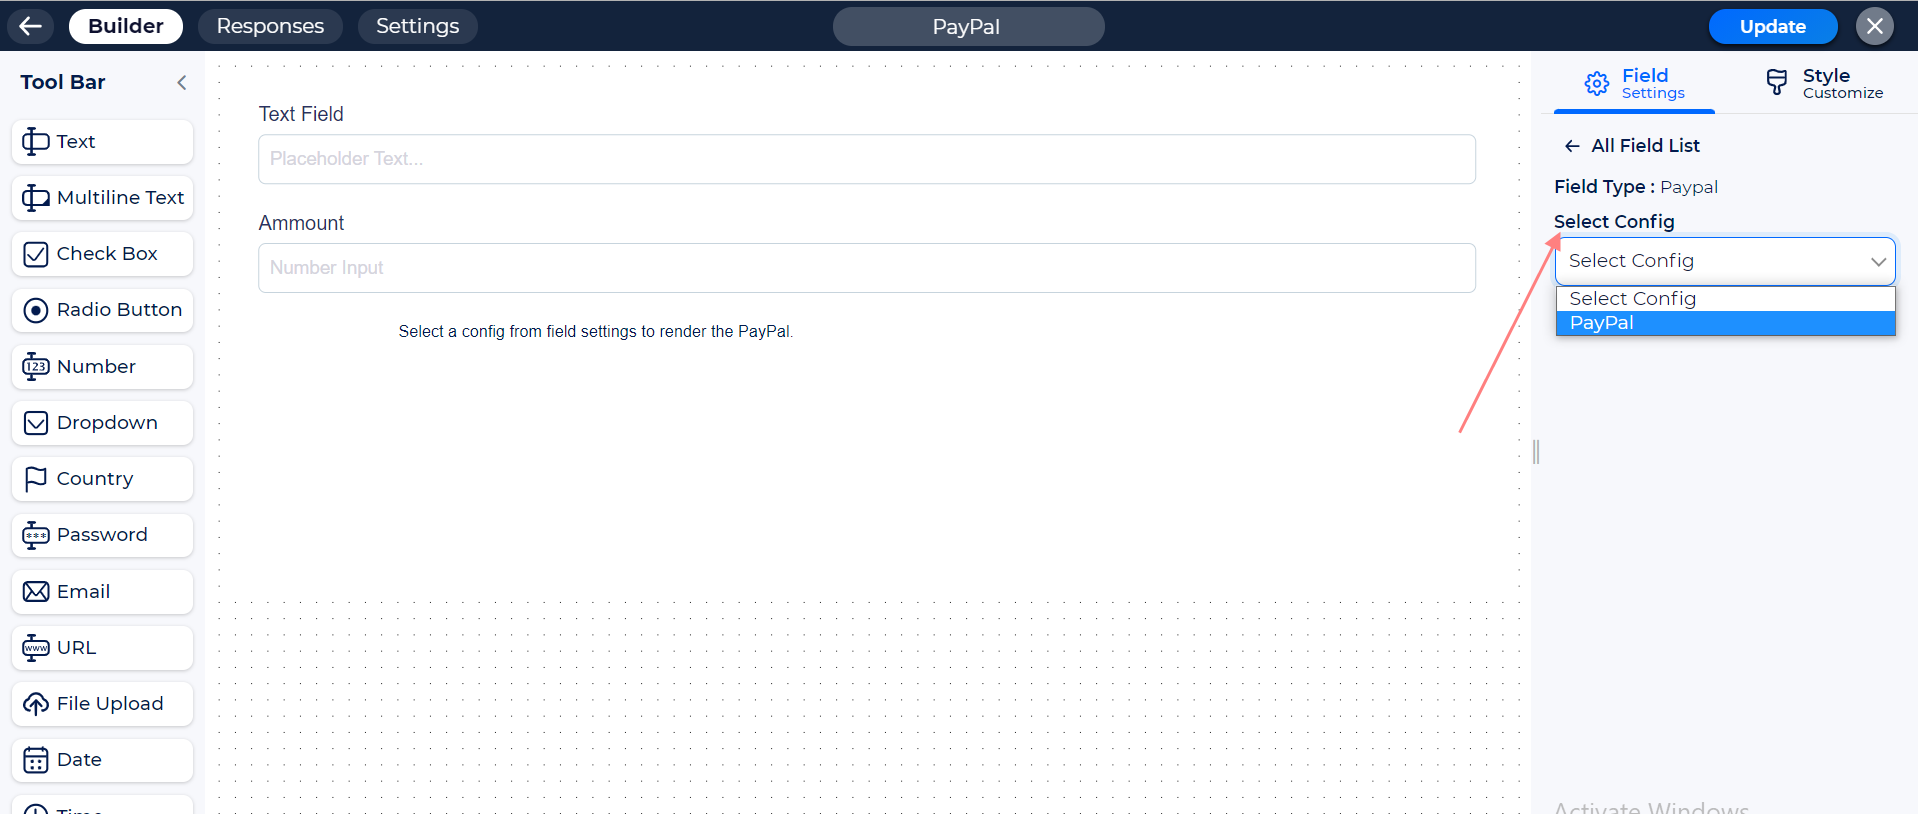 Builder
Responses
Settings
PayPal
Update
Tool Bar
Text
Multiline Text
Check Box
Radio Button
123
Number
Dropdown
Country
***
Password
Email
www
URL
File Upload
Date
Time
Text Field
Placeholder Text...
Ammount
Number Input
Select a config from field settings to render the PayPal.
Field
Settings
Style
Customize
All Field List
Field Type : Paypal
Select Config
Select Config
Select Config
PayPal
Activate Windows